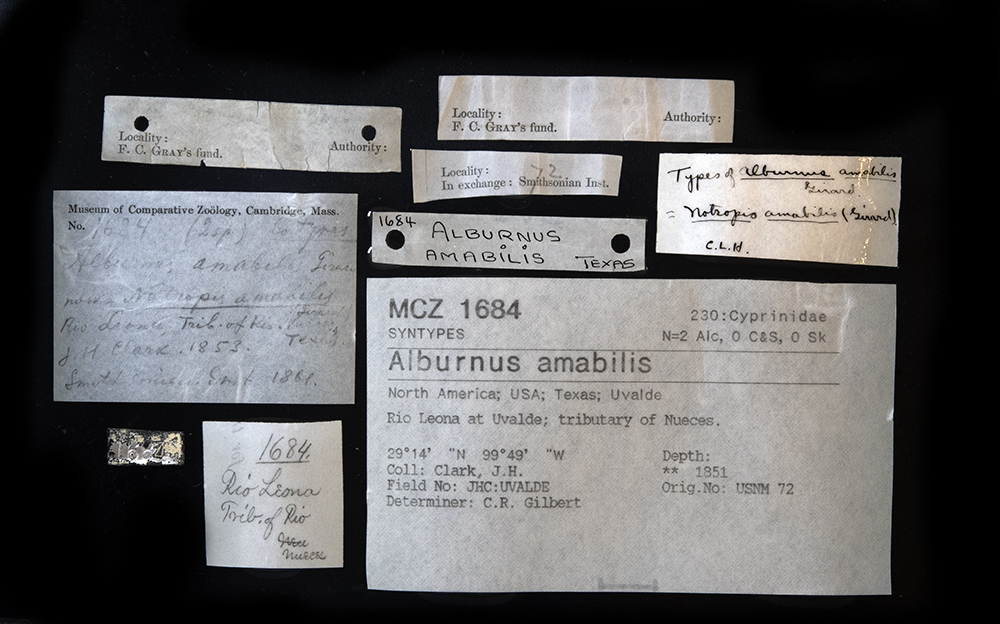 Locality:
F. C. GRAY's fund.
Authority:
Locality:
F. C. GRAY's fund.
Authority:
Locality: 72
In exchange: Smithsonian Inst.
Types of alburnus amabilis
Girard
= Notropis amabilis (Girard)
C.L.H.
Museum of Comparative Zoölogy, Cambridge, Mass.
No. 1684
amabilis
Notropis amabilis
Rio Leona, Trib. of Rio
Texas.
J. H. Clark. 1853.
Inst. 1861.
1684 ALBURNUS
AMABILIS TEXAS
MCZ 1684
SYNTYPES
230:Cyprinidae
N=2 Alc, 0 C&S, 0 Sk
Alburnus amabilis
North America; USA; Texas; Uvalde
Rio Leona at Uvalde; tributary of Nueces.
29°14' "N 99°49' "W
Coll: Clark, J.H.
Field No: JHC:UVALDE
Determiner: C.R. Gilbert
Depth:
** 1851
Orig.No: USNM 72
1684.
Rio Leona
Trib. of Rio
Nueces